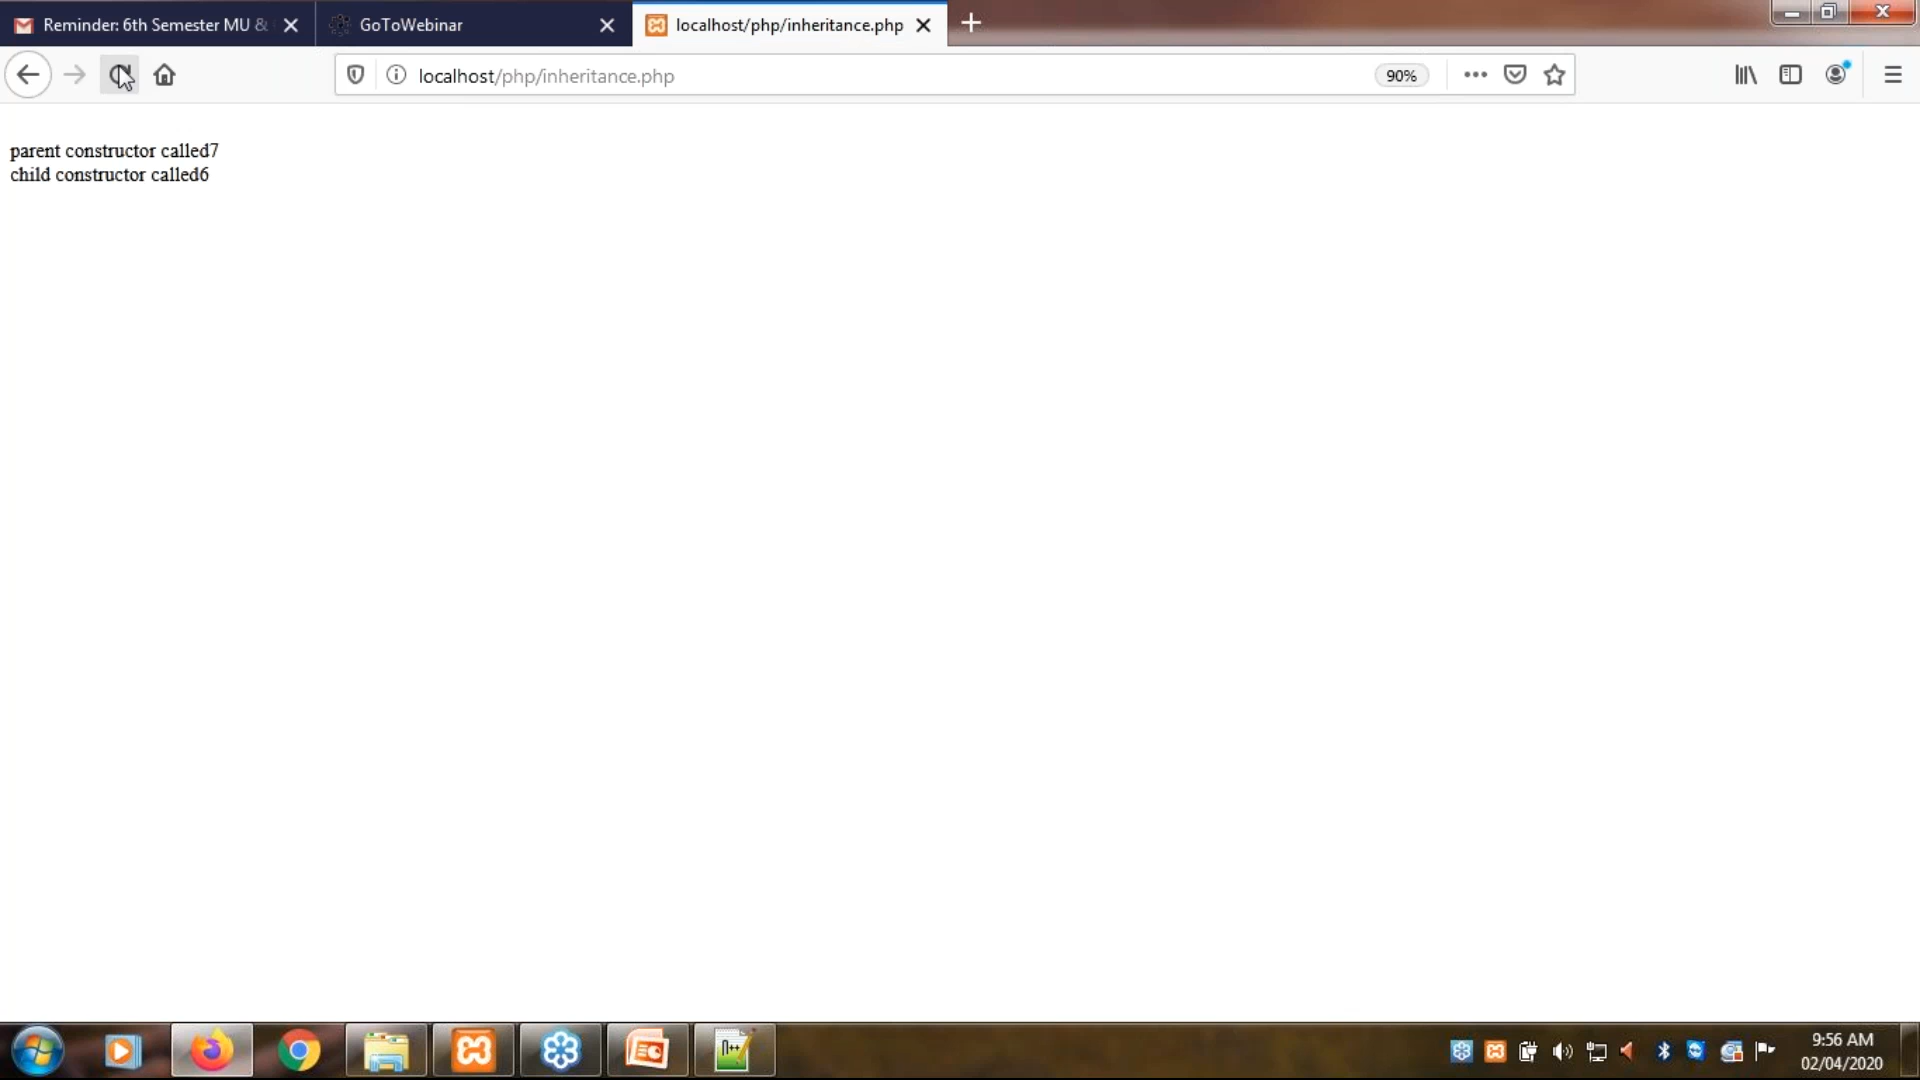 Reminder: 6th Semester MU &
GoToWebinar
localhost/php/inheritance.php
localhost/php/inheritance.php
90%
parent constructor called7
child constructor called6
9:56 AM
02/04/2020